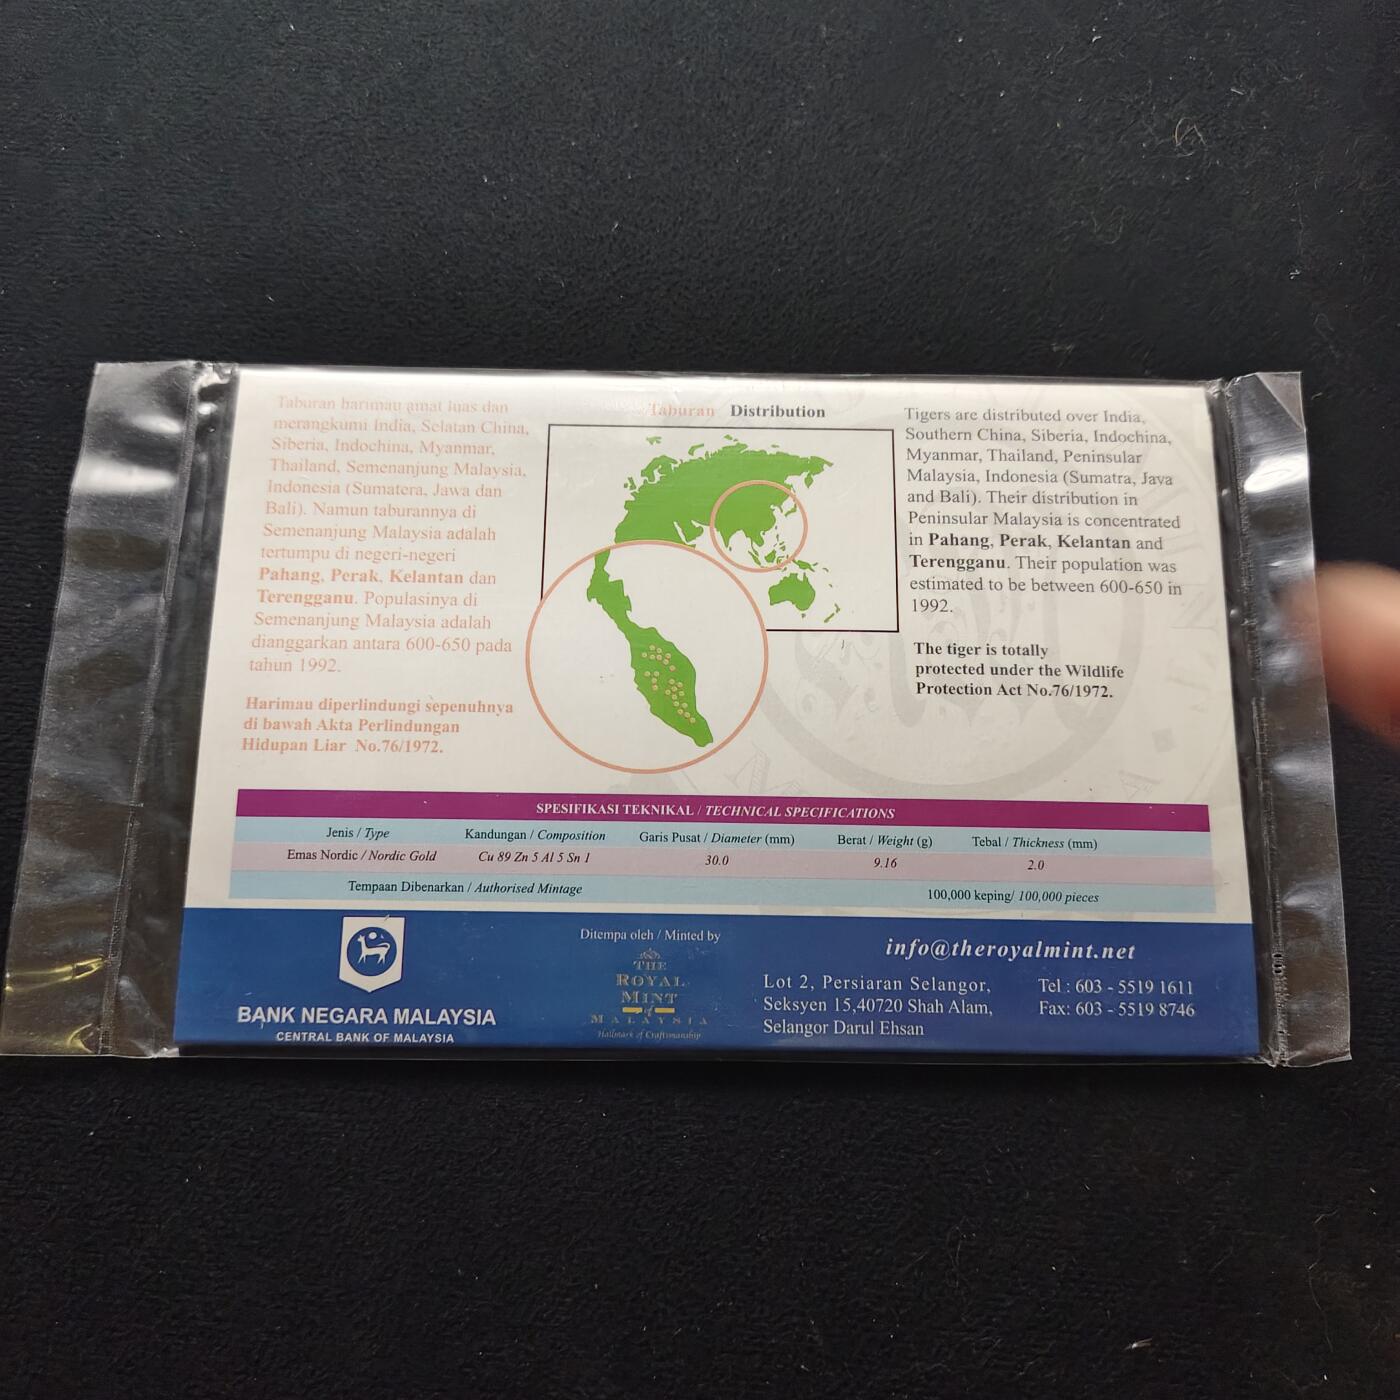 Taburan harimau amat luas dan
merangkumi India, Selatan China,
Siberia, Indochina, Myanmar,
Thailand, Semenanjung Malaysia,
Indonesia (Sumatera, Jawa dan
Bali). Namun taburannya di
Semenanjung Malaysia adalah
tertumpu di negeri-negeri
Pahang, Perak, Kelantan dan
Terengganu. Populasinya di
Semenanjung Malaysia adalah
dianggarkan antara 600-650 pada
tahun 1992.
Harimau diperlindungi sepenuhnya
di bawah Akta Perlindungan
Hidupan Liar No.76/1972.
Taburan Distribution
Tigers are distributed over India,
Southern China, Siberia, Indochina,
Myanmar, Thailand, Peninsular
Malaysia, Indonesia (Sumatra, Java
and Bali). Their distribution in
Peninsular Malaysia is concentrated
in Pahang, Perak, Kelantan and
Terengganu. Their population was
estimated to be between 600-650 in
1992.
The tiger is totally
protected under the Wildlife
Protection Act No.76/1972.
SPESIFIKASI TEKNIKAL / TECHNICAL SPECIFICATIONS
Jenis / Type Kandungan / Composition Garis Pusat / Diameter (mm) Berat / Weight (g) Tebal / Thickness (mm)
Emas Nordic / Nordic Gold Cu 89 Zn 5 Al 5 Sn 1 30.0 9.16 2.0
Tempaan Dibenarkan / Authorised Mintage 100,000 keping/ 100,000 pieces
BANK NEGARA MALAYSIA
CENTRAL BANK OF MALAYSIA
Ditempa oleh / Minted by
THE
ROYAL
MINT
of
MALAYSIA
Hallmark of Craftsmanship
info@theroyalmint.net
Lot 2, Persiaran Selangor,
Seksyen 15,40720 Shah Alam,
Selangor Darul Ehsan
Tel : 603 - 5519 1611
Fax: 603 - 5519 8746